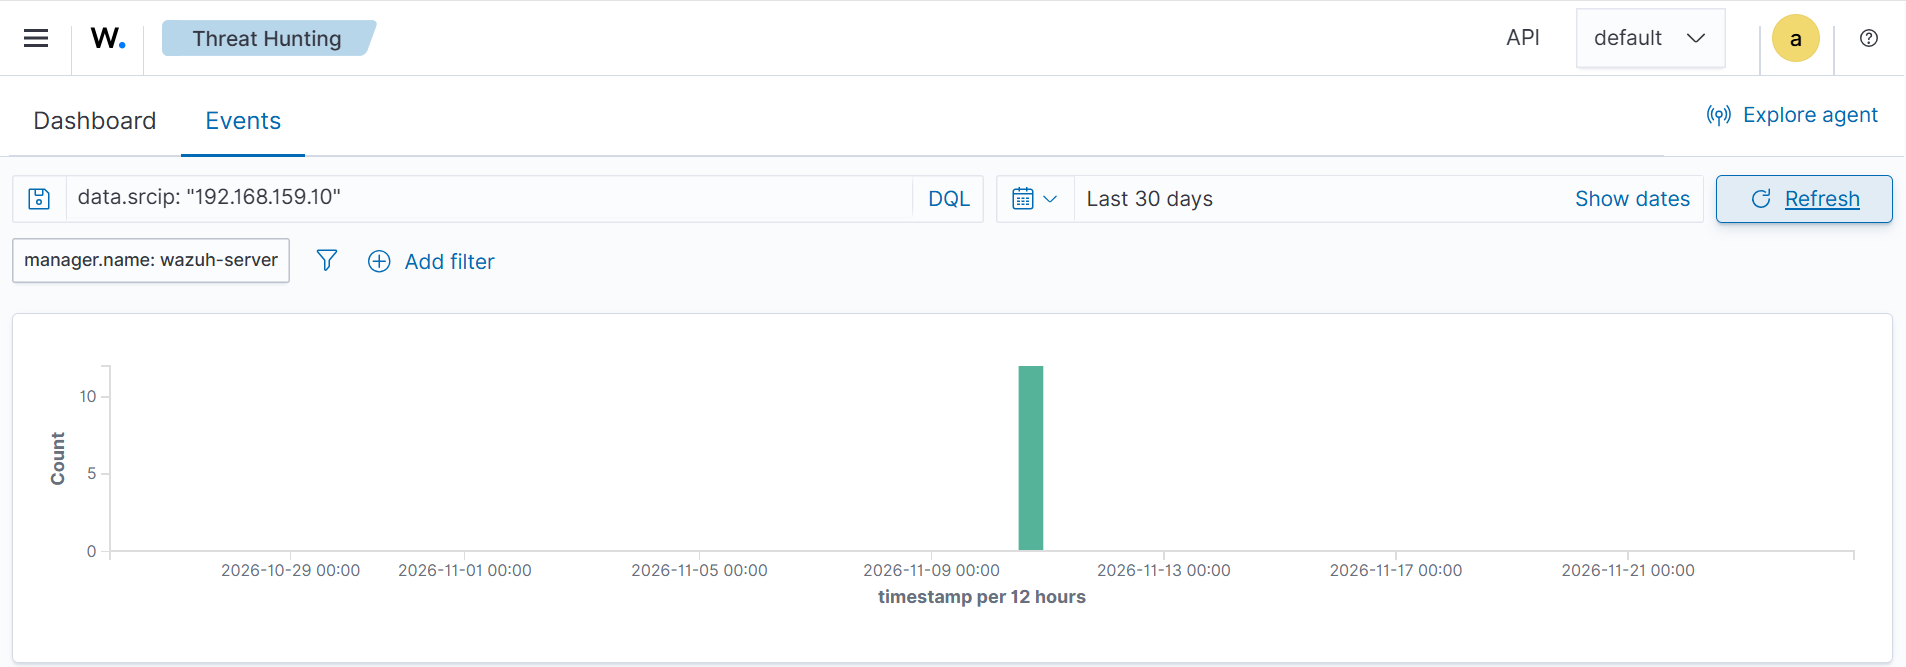 W. Threat Hunting API default a
Dashboard Events Explore agent
data.srcip: "192.168.159.10" DQL Last 30 days Show dates Refresh
manager.name: wazuh-server Add filter
10
5
0
Count
2026-10-29 00:00 2026-11-01 00:00 2026-11-05 00:00 2026-11-09 00:00 2026-11-13 00:00 2026-11-17 00:00 2026-11-21 00:00
timestamp per 12 hours